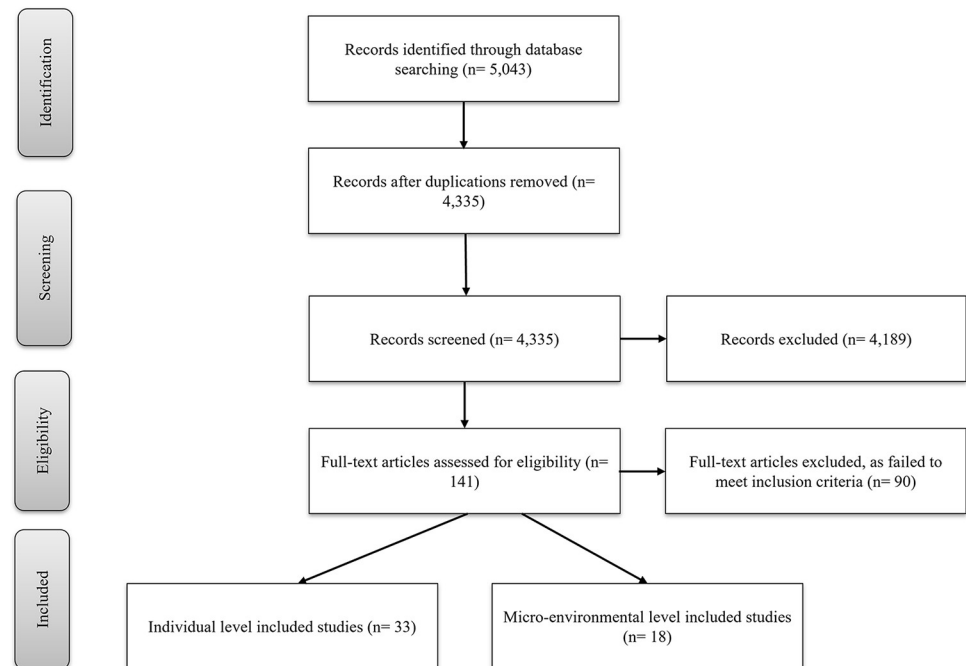 Identification
Records identified through database
searching (n= 5,043)
Records after duplications removed (n=
4,335)
Screening
Records screened (n= 4,335)
Records excluded (n= 4,189)
Eligibility
Full-text articles assessed for eligibility (n=
141)
Full-text articles excluded, as failed to
meet inclusion criteria (n= 90)
Included
Individual level included studies (n= 33)
Micro-environmental level included studies
(n= 18)